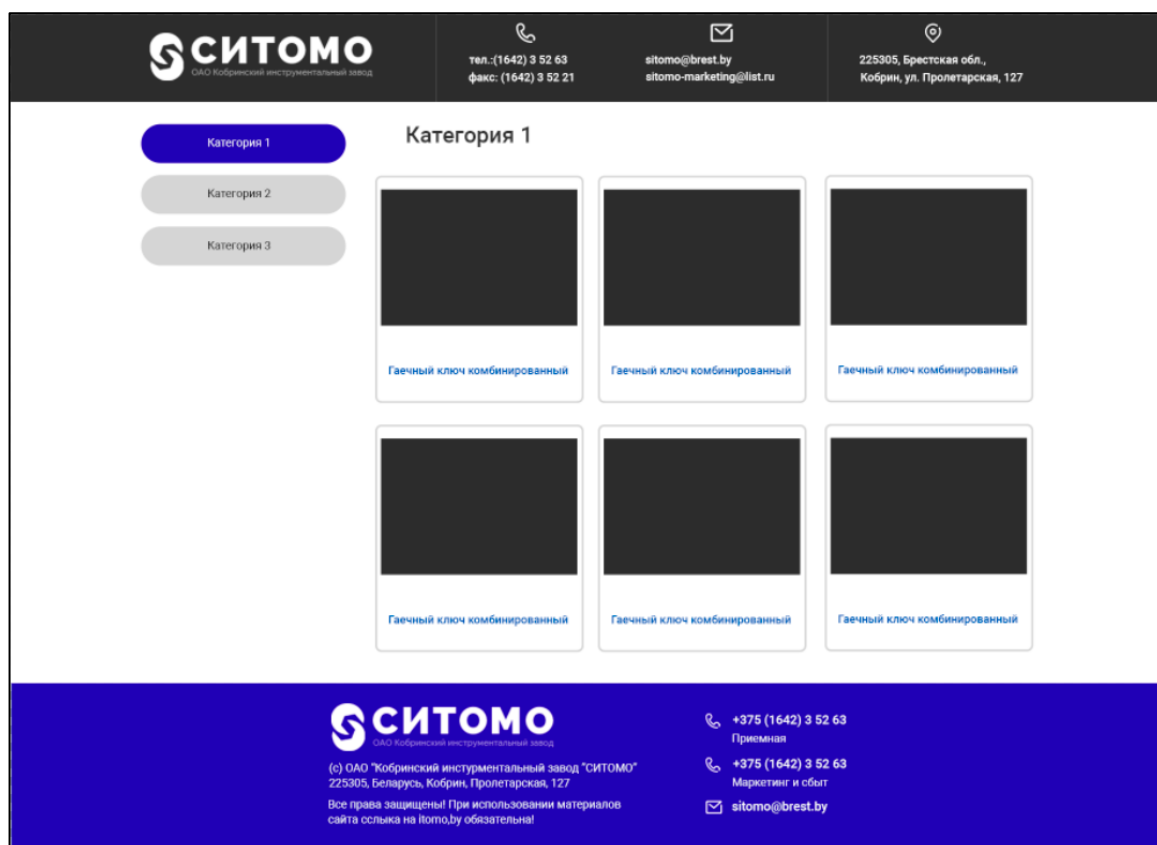 СИТОМО
ОАО Кобринский инструментальный завод
тел.:(1642) 3 52 63
факс: (1642) 3 52 21
sitomo@brest.by
sitomo-marketing@list.ru
225305, Брестская обл.,
Кобрин, ул. Пролетарская, 127
Категория 1
Категория 2
Категория 3
Категория 1
Гаечный ключ комбинированный
Гаечный ключ комбинированный
Гаечный ключ комбинированный
Гаечный ключ комбинированный
Гаечный ключ комбинированный
Гаечный ключ комбинированный
СИТОМО
ОАО Кобринский инструментальный завод
(c) ОАО "Кобринский инстурментальный завод "СИТОМО"
225305, Беларусь, Кобрин, Пролетарская, 127
Все права защищены! При использовании материалов
сайта сслыка на itomo,by обязательна!
+375 (1642) 3 52 63
Приемная
+375 (1642) 3 52 63
Маркетинг и сбыт
sitomo@brest.by